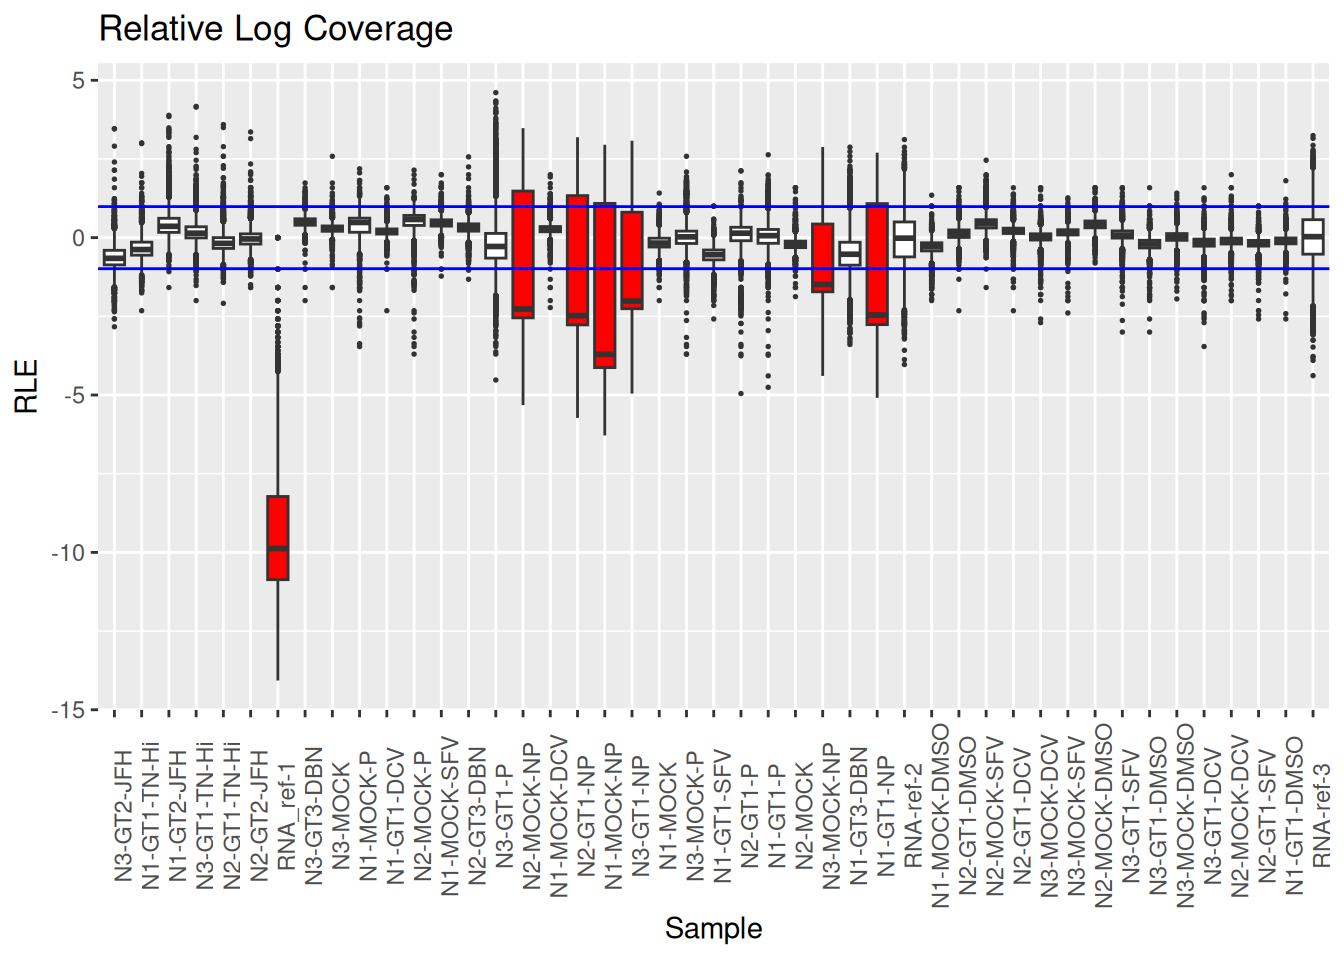 Relative Log Coverage
RLE
5
0
-5
-10
-15
N3-GT2-JFH
N1-GT1-TN-Hi
N1-GT2-JFH
N3-GT1-TN-Hi
N2-GT1-TN-Hi
N2-GT2-JFH
RNA_ref-1
N3-GT3-DBN
N3-MOCK
N1-MOCK-P
N1-GT1-DCV
N2-MOCK-P
N1-MOCK-SFV
N2-GT3-DBN
N3-GT1-P
N2-MOCK-NP
N1-MOCK-DCV
N2-GT1-NP
N1-MOCK-NP
N3-GT1-NP
N1-MOCK
N3-MOCK-P
N1-GT1-SFV
N2-GT1-P
N1-GT1-P
N2-MOCK
N3-MOCK-NP
N1-GT3-DBN
N1-GT1-NP
RNA-ref-2
N1-MOCK-DMSO
N2-GT1-DMSO
N2-MOCK-SFV
N2-GT1-DCV
N3-MOCK-DCV
N3-MOCK-SFV
N2-MOCK-DMSO
N3-GT1-SFV
N3-GT1-DMSO
N3-MOCK-DMSO
N3-GT1-DCV
N2-MOCK-DCV
N2-GT1-SFV
N1-GT1-DMSO
RNA-ref-3
Sample